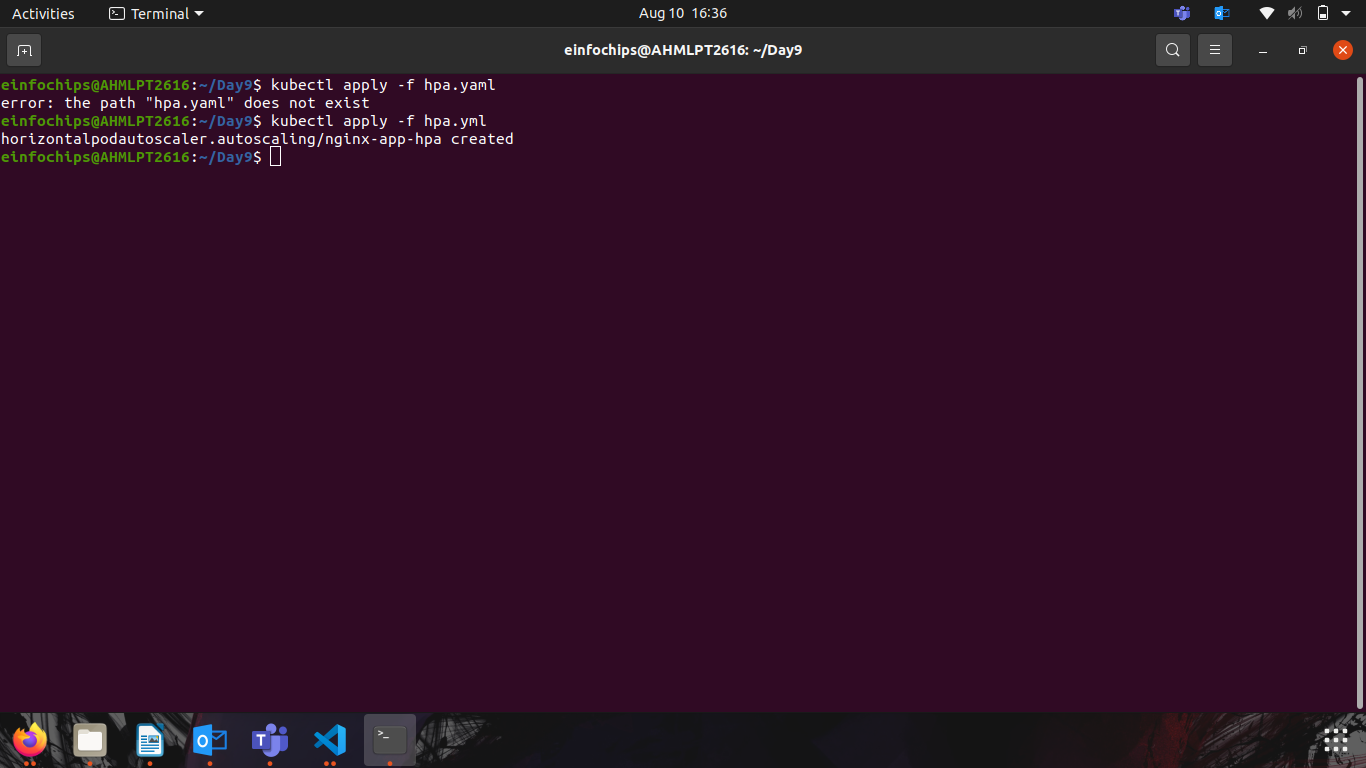 Activities Terminal Aug 10 16:36
einfochips@AHMLPT2616: ~/Day9
einfochips@AHMLPT2616:~/Day9$ kubectl apply -f hpa.yaml
error: the path "hpa.yaml" does not exist
einfochips@AHMLPT2616:~/Day9$ kubectl apply -f hpa.yml
horizontalpodautoscaler.autoscaling/nginx-app-hpa created
einfochips@AHMLPT2616:~/Day9$